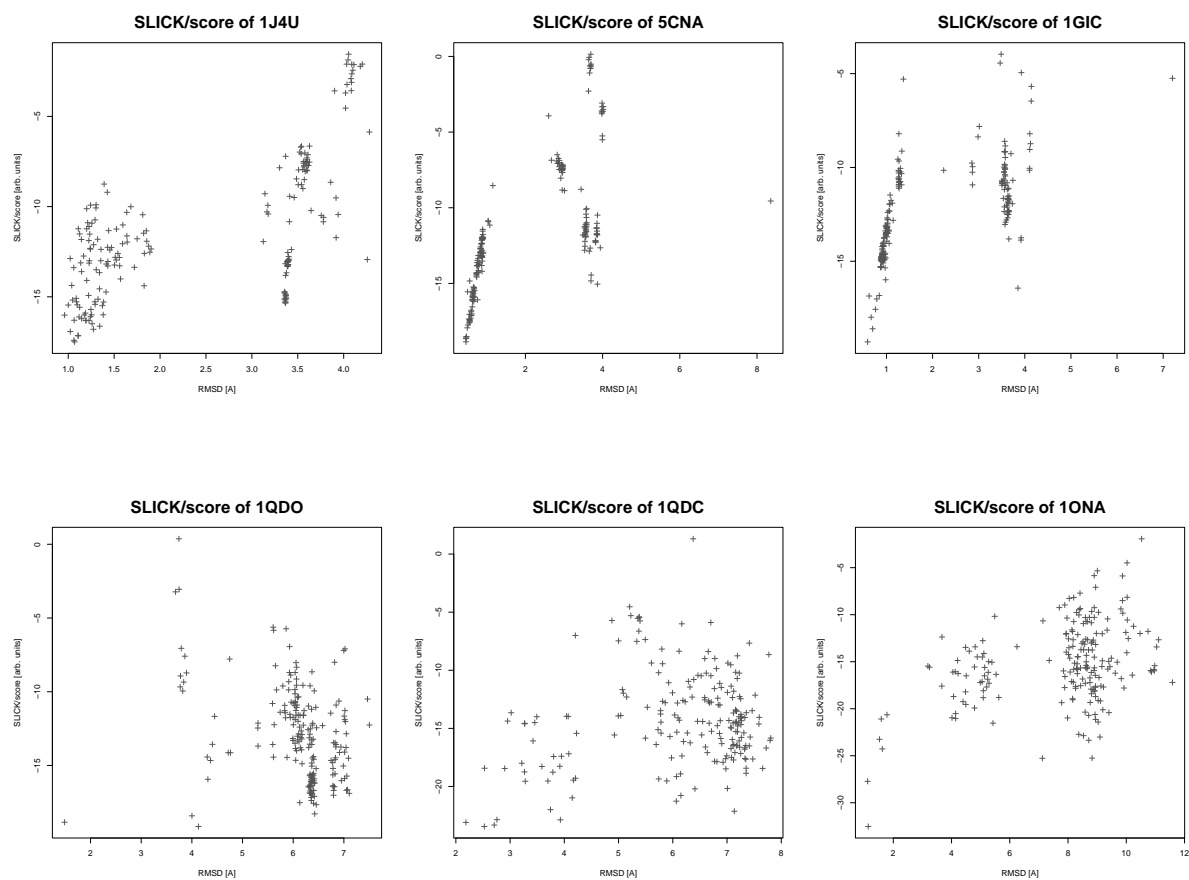 SLICK/score of 1J4U
SLICK/score [arb. units]
-5
-10
-15
1.0 1.5 2.0 2.5 3.0 3.5 4.0
RMSD [A]
SLICK/score of 5CNA
SLICK/score [arb. units]
0
-5
-10
-15
2 4 6 8
RMSD [A]
SLICK/score of 1GIC
SLICK/score [arb. units]
-5
-10
-15
1 2 3 4 5 6 7
RMSD [A]
SLICK/score of 1QDO
SLICK/score [arb. units]
0
-5
-10
-15
2 3 4 5 6 7
RMSD [A]
SLICK/score of 1QDC
SLICK/score [arb. units]
0
-5
-10
-15
-20
2 3 4 5 6 7 8
RMSD [A]
SLICK/score of 1ONA
SLICK/score [arb. units]
-5
-10
-15
-20
-25
-30
2 4 6 8 10 12
RMSD [A]